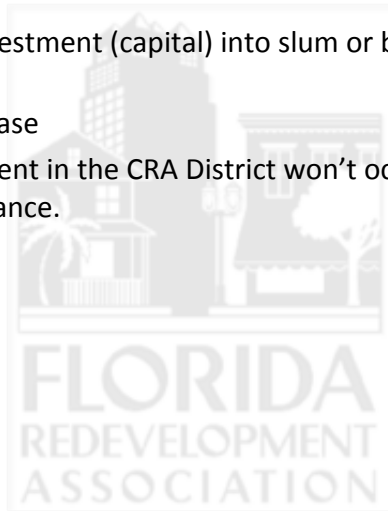 estment (capital) into slum or b
ase
ent in the CRA District won't oc
ance.
FLORIDA
REDEVELOPMENT
ASSOCIATION